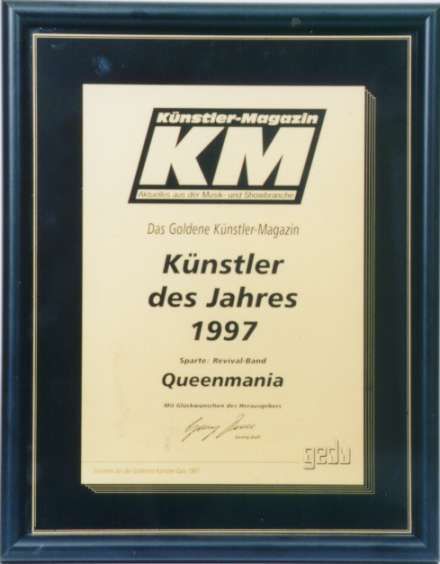 Künstler-Magazin
KM
Aktuelles aus der Musik- und Showbranche
Das Goldene Künstler-Magazin
Künstler
des Jahres
1997
Sparte: Revival-Band
Queenmania
Mit Glückwünschen des Herausgebers
gedu